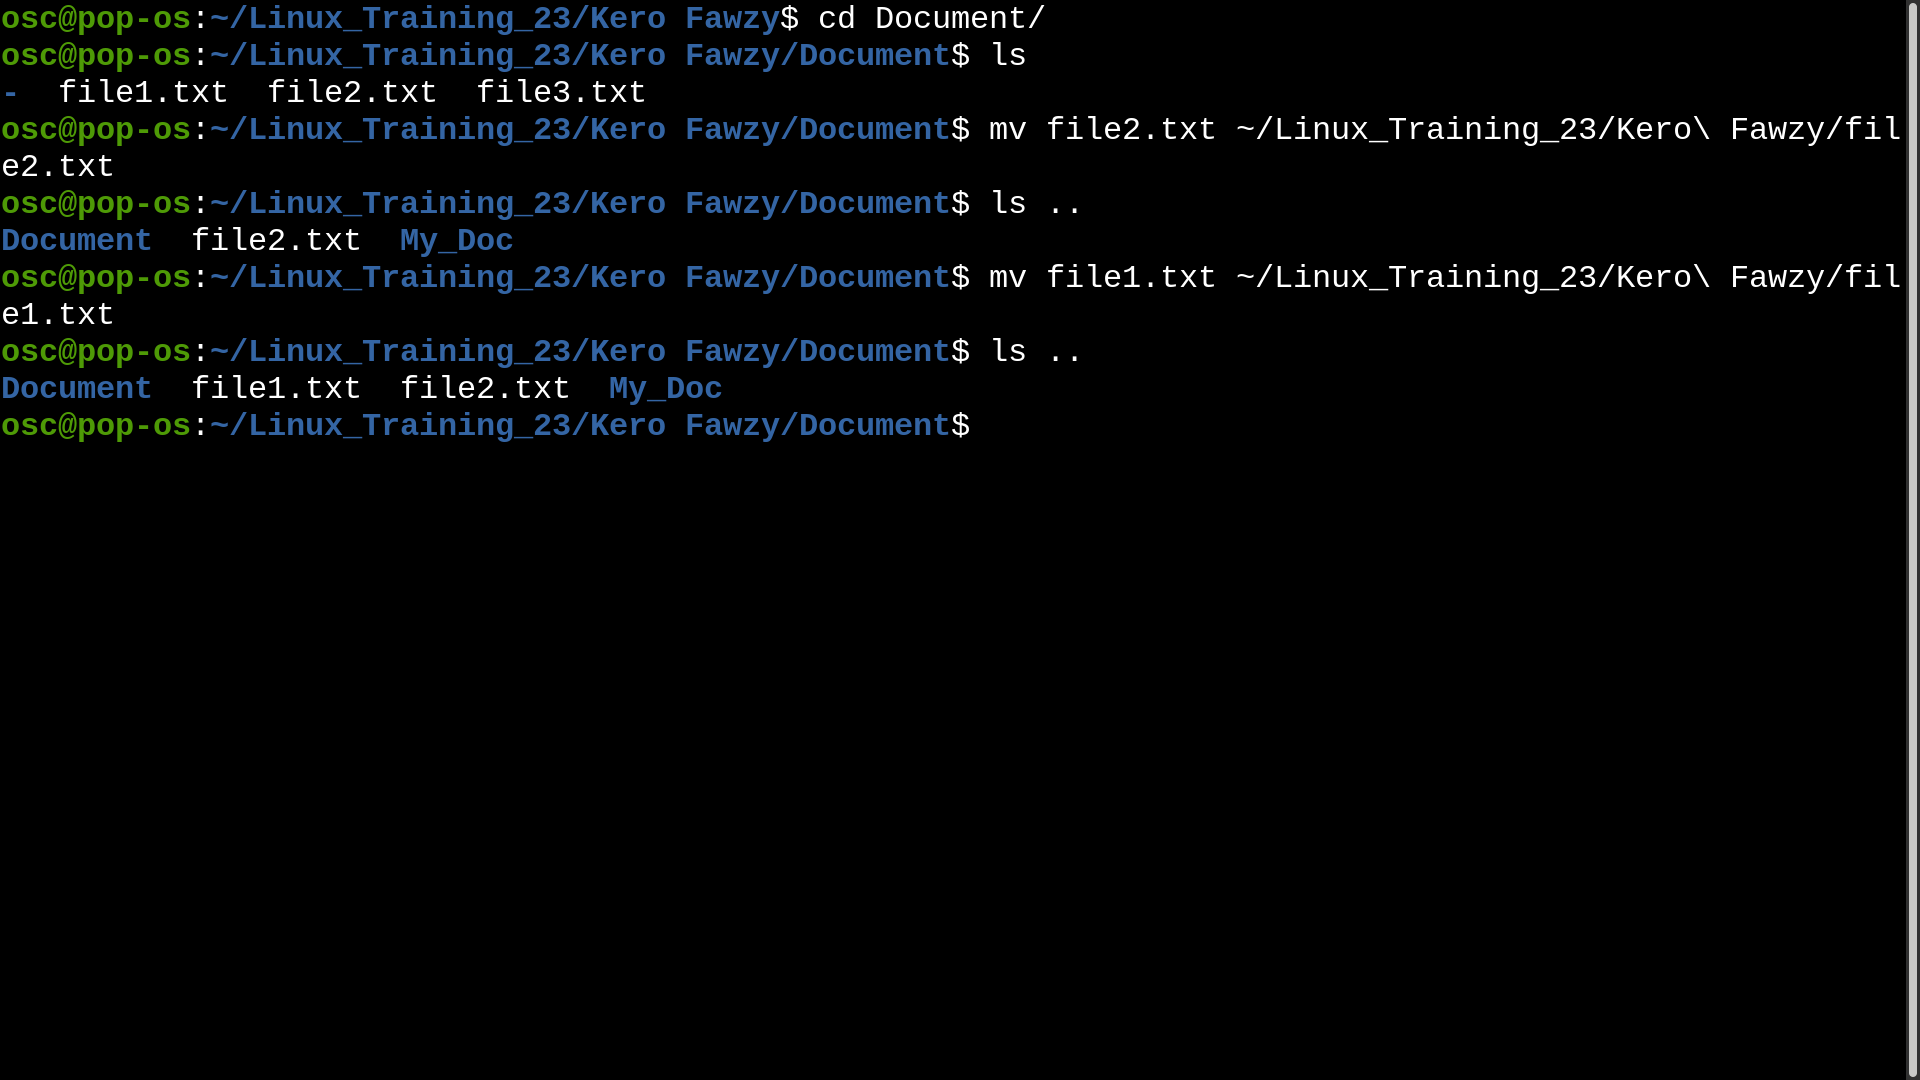 osc@pop-os:~/Linux_Training_23/Kero Fawzy$ cd Document/
osc@pop-os:~/Linux_Training_23/Kero Fawzy/Document$ ls
-  file1.txt  file2.txt  file3.txt
osc@pop-os:~/Linux_Training_23/Kero Fawzy/Document$ mv file2.txt ~/Linux_Training_23/Kero\ Fawzy/fil
e2.txt
osc@pop-os:~/Linux_Training_23/Kero Fawzy/Document$ ls ..
Document  file2.txt  My_Doc
osc@pop-os:~/Linux_Training_23/Kero Fawzy/Document$ mv file1.txt ~/Linux_Training_23/Kero\ Fawzy/fil
e1.txt
osc@pop-os:~/Linux_Training_23/Kero Fawzy/Document$ ls ..
Document  file1.txt  file2.txt  My_Doc
osc@pop-os:~/Linux_Training_23/Kero Fawzy/Document$